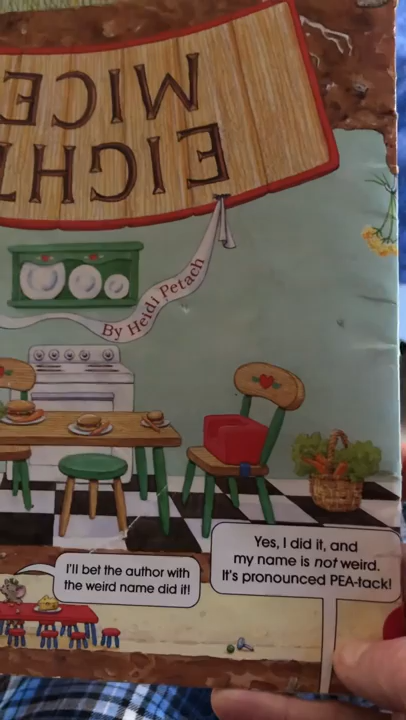 EIGHT
MICE
By Heidi Petach
I'll bet the author with
the weird name did it!
Yes, I did it, and
my name is not weird.
It's pronounced PEA-tack!